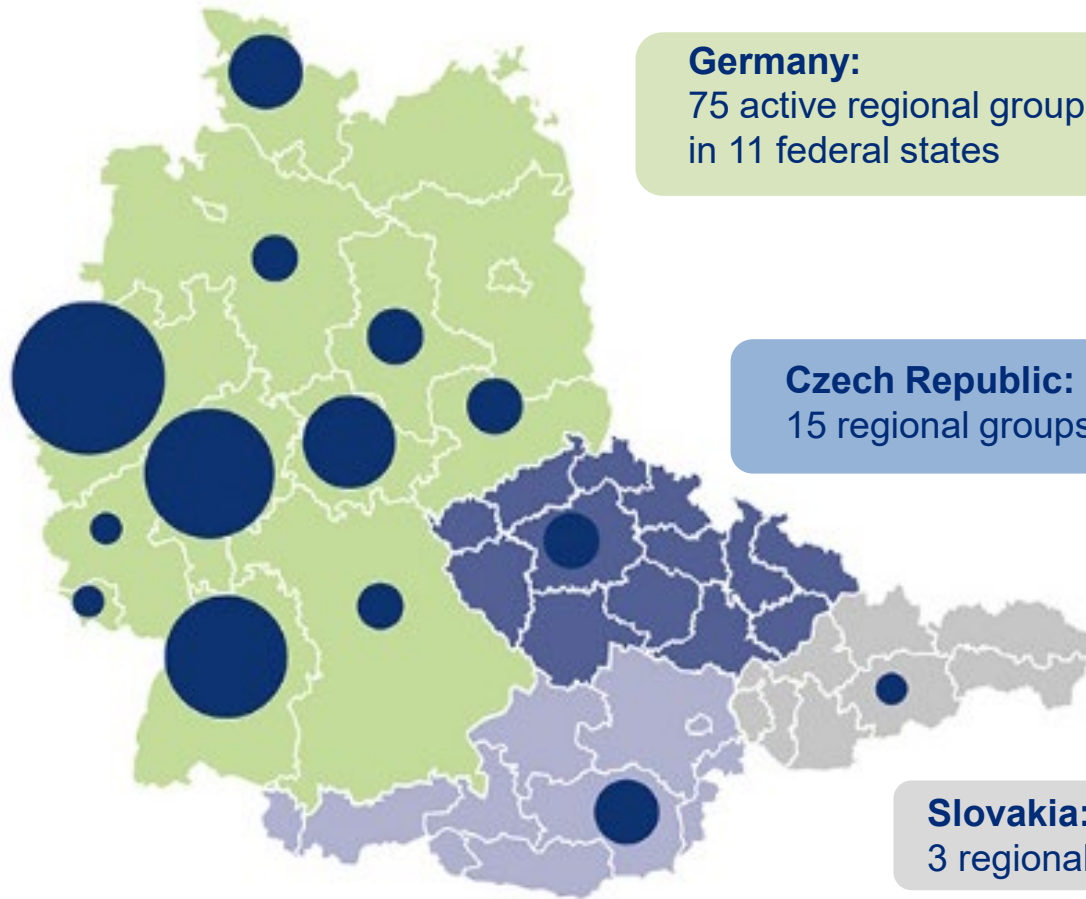 Germany:
75 active regional group
in 11 federal states
Czech Republic:
15 regional groups
Slovakia:
3 regional